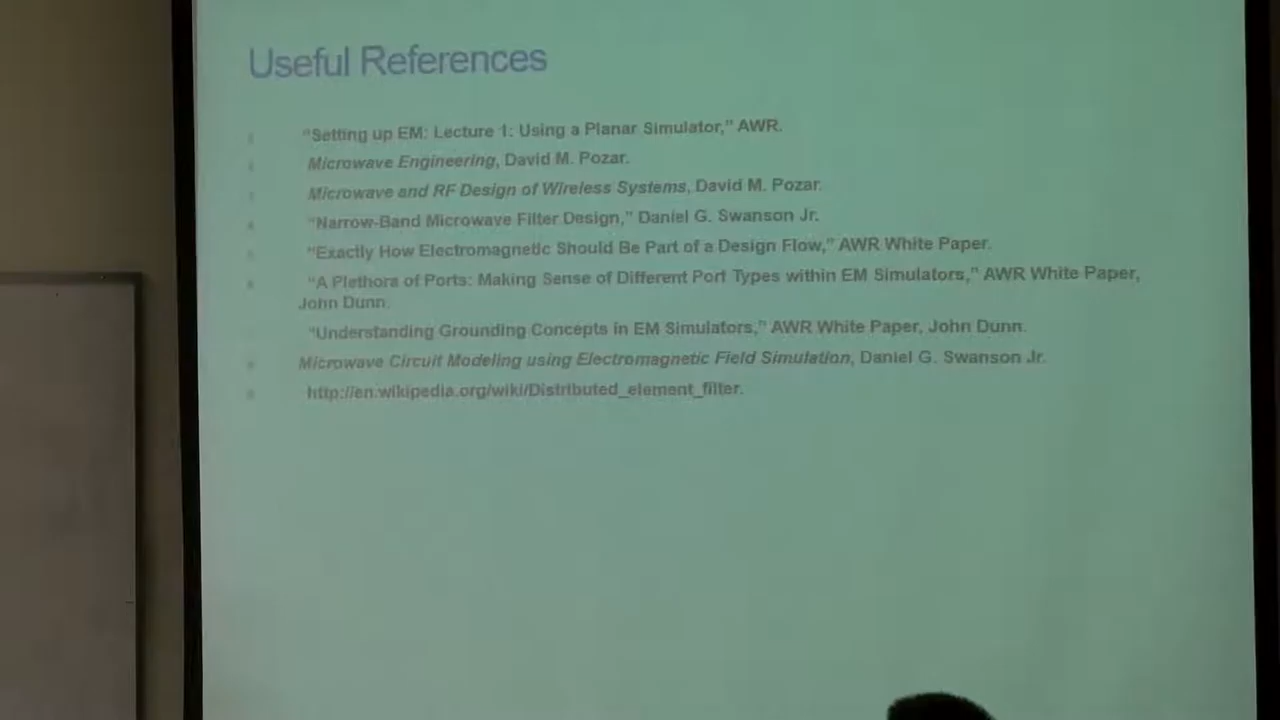 Useful References
"Setting up EM: Lecture 1: Using a Planar Simulator," AWR.
Microwave Engineering, David M. Pozar.
Microwave and RF Design of Wireless Systems, David M. Pozar.
"Narrow-Band Microwave Filter Design," Daniel G. Swanson Jr.
"Exactly How Electromagnetic Should Be Part of a Design Flow," AWR White Paper.
"A Plethora of Ports: Making Sense of Different Port Types within EM Simulators," AWR White Paper,
John Dunn.
"Understanding Grounding Concepts in EM Simulators," AWR White Paper, John Dunn.
Microwave Circuit Modeling using Electromagnetic Field Simulation, Daniel G. Swanson Jr.
http://en.wikipedia.org/wiki/Distributed_element_filter.